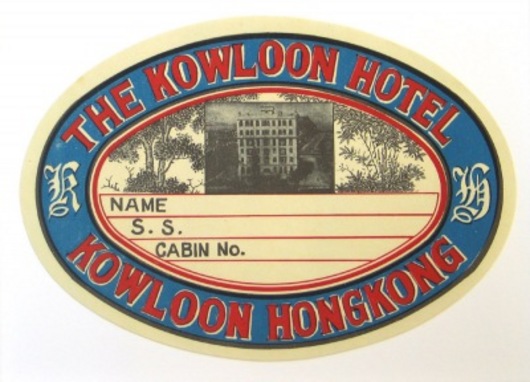 THE KOWLOON HOTEL
K H
NAME
S. S.
CABIN No.
KOWLOON HONGKONG